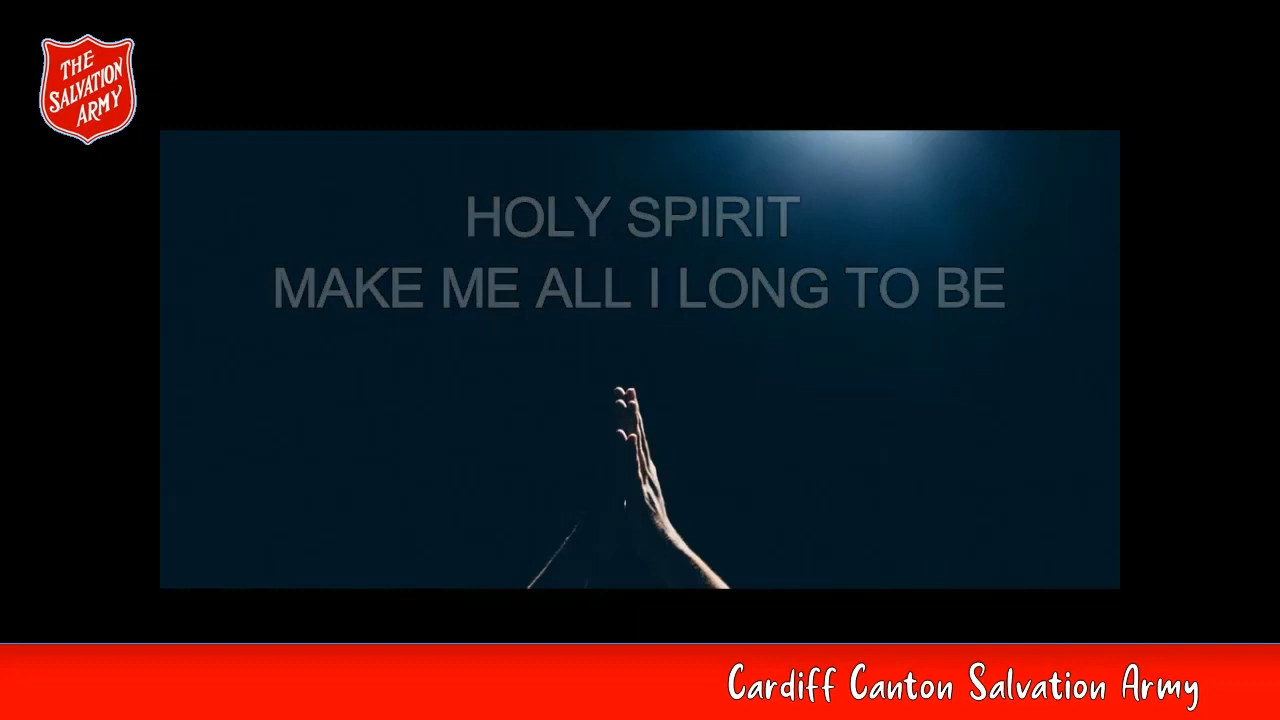 THE
SALVATION
ARMY
HOLY SPIRIT
MAKE ME ALL I LONG TO BE
Cardiff Canton Salvation Army